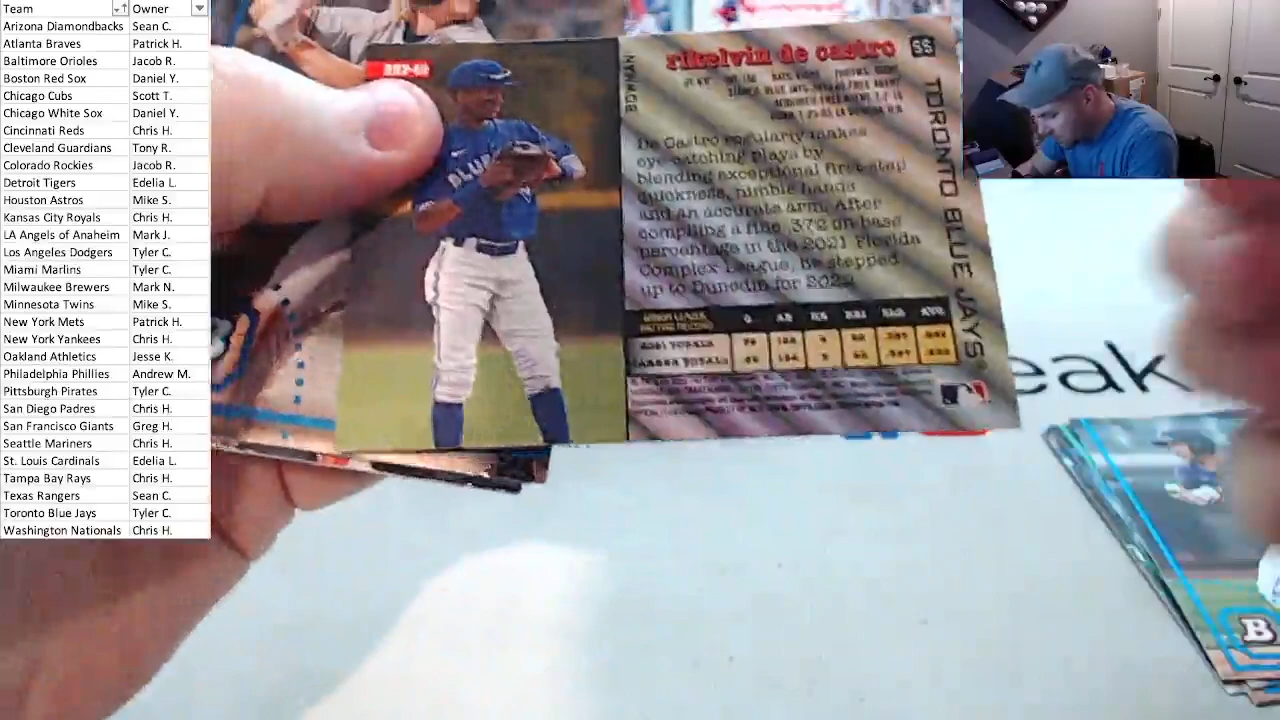 Team Owner
Arizona Diamondbacks Sean C.
Atlanta Braves Patrick H.
Baltimore Orioles Jacob R.
Boston Red Sox Daniel Y.
Chicago Cubs Scott T.
Chicago White Sox Daniel Y.
Cincinnati Reds Chris H.
Cleveland Guardians Tony R.
Colorado Rockies Jacob R.
Detroit Tigers Edelia L.
Houston Astros Mike S.
Kansas City Royals Chris H.
LA Angels of Anaheim Mark J.
Los Angeles Dodgers Tyler C.
Miami Marlins Tyler C.
Milwaukee Brewers Mark N.
Minnesota Twins Mike S.
New York Mets Patrick H.
New York Yankees Chris H.
Oakland Athletics Jesse K.
Philadelphia Phillies Andrew M.
Pittsburgh Pirates Tyler C.
San Diego Padres Chris H.
San Francisco Giants Greg H.
Seattle Mariners Chris H.
St. Louis Cardinals Edelia L.
Tampa Bay Rays Chris H.
Texas Rangers Sean C.
Toronto Blue Jays Tyler C.
Washington Nationals Chris H.
rikelvin de castro
SS
TORONTO BLUE JAYS
De Castro regularly makes
eye-catching plays by
blending exceptional first-step
quickness, nimble hands
and an accurate arm. After
compiling a fine .372 on base
percentage in the 2021 Florida
Complex League, he stepped
up to Dunedin for 2022.
BLU
eak
B